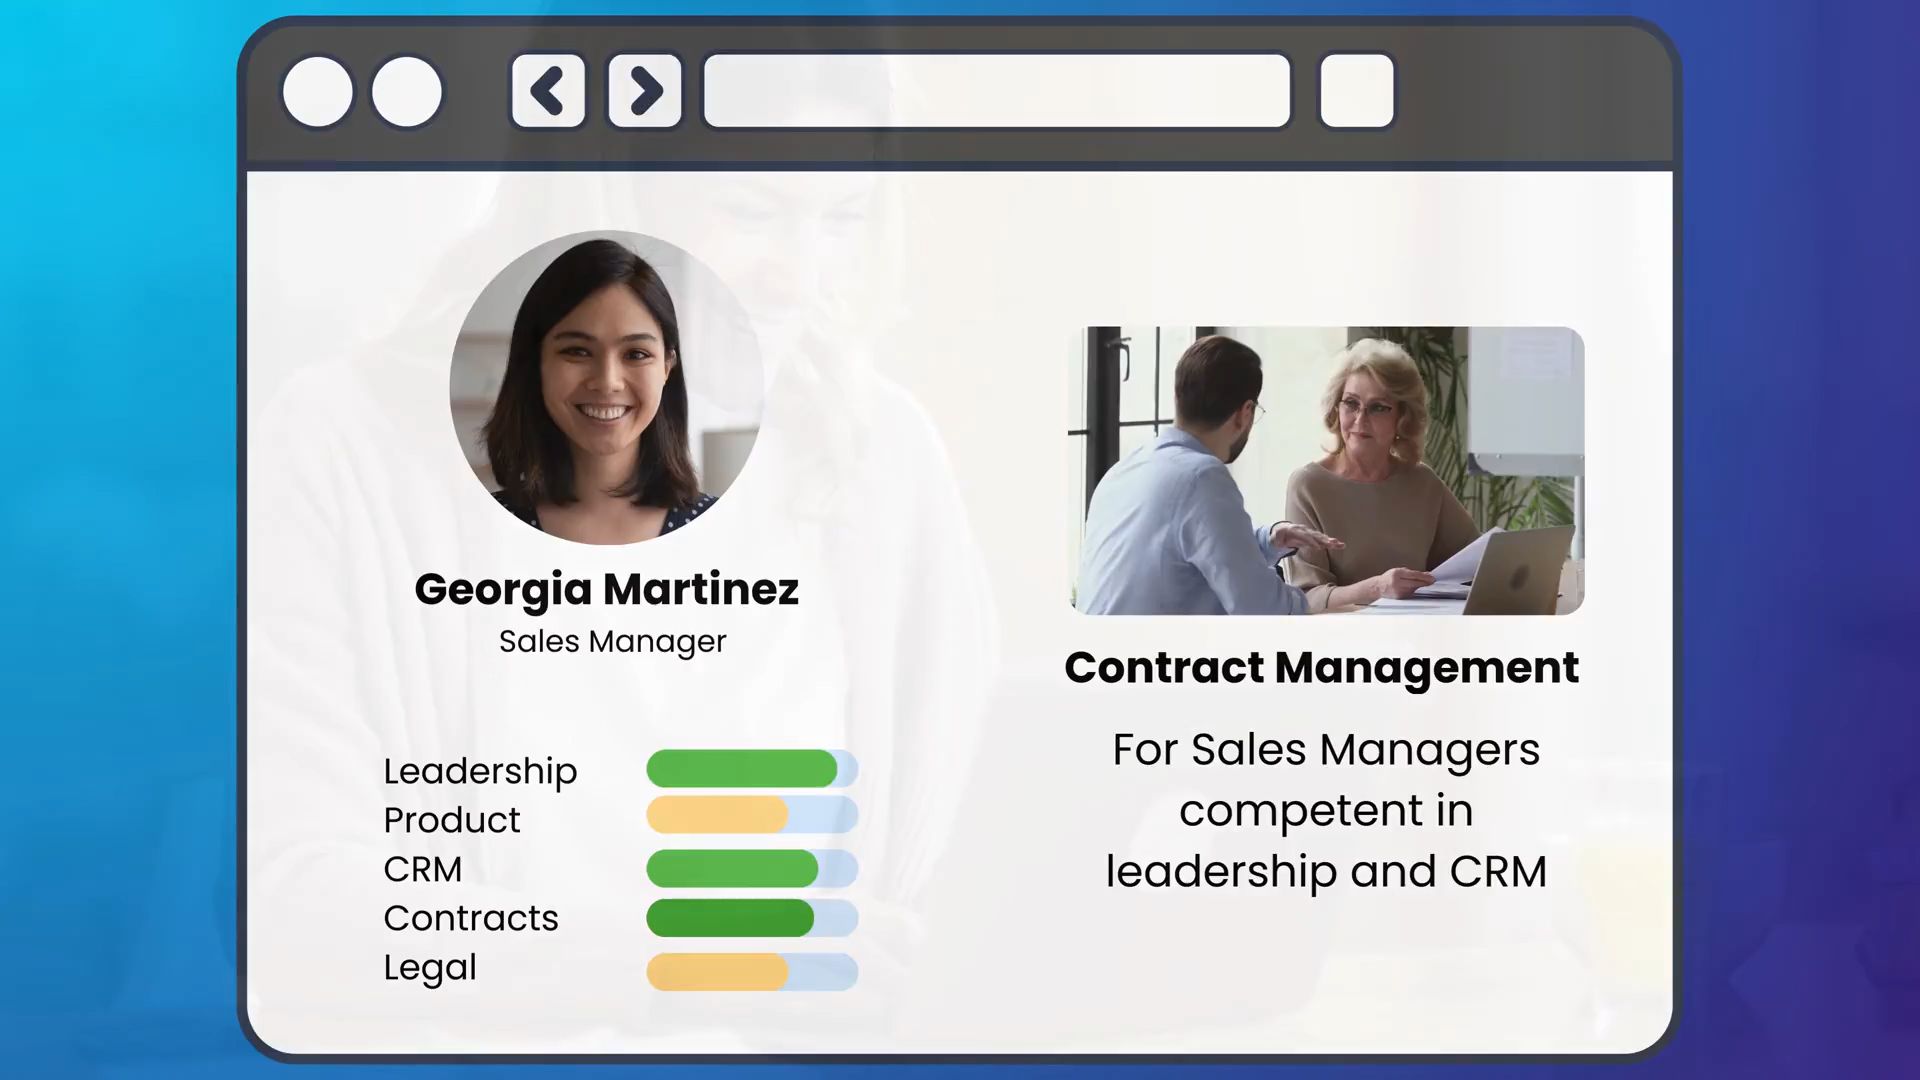 Georgia Martinez
Sales Manager
Leadership
Product
CRM
Contracts
Legal
Contract Management
For Sales Managers
competent in
leadership and CRM